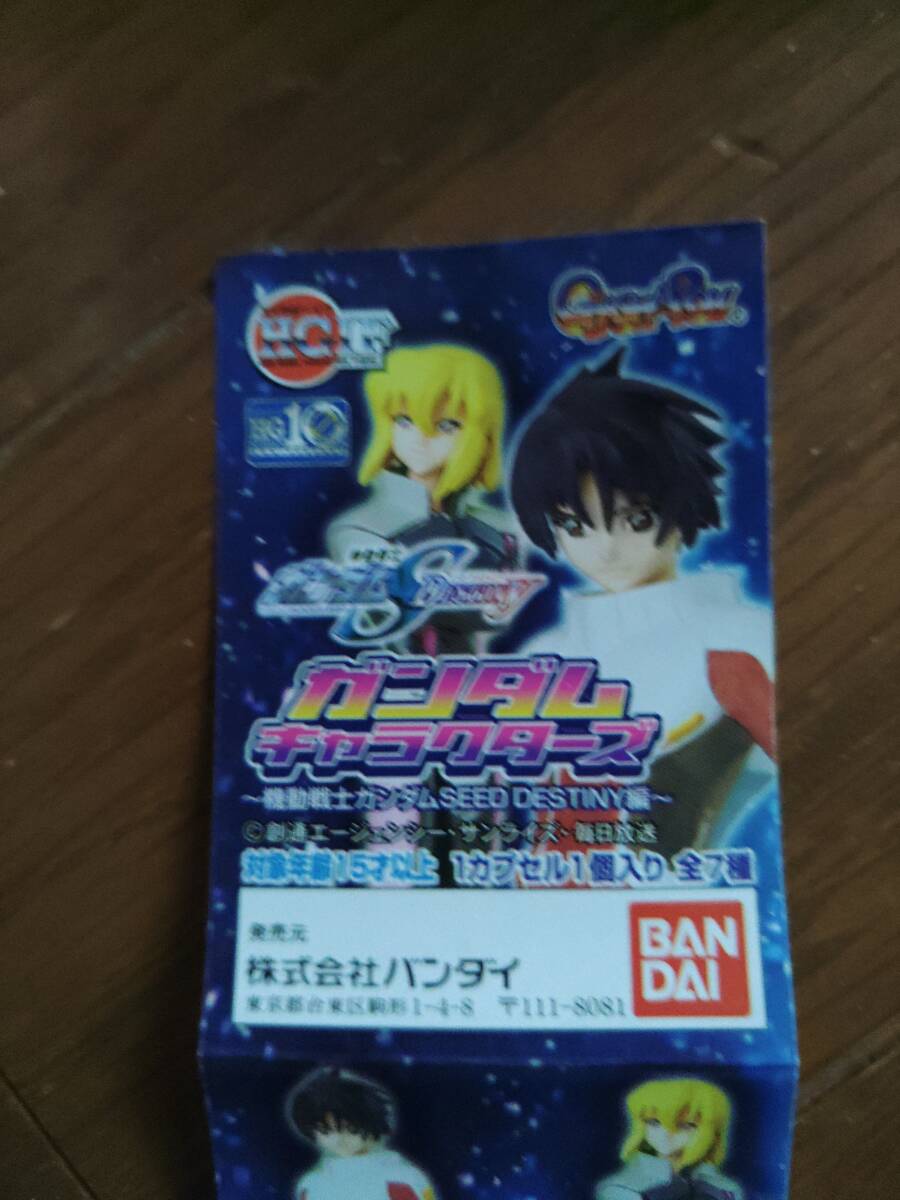 HG
10
DESTINY
ガンダム
キャラクターズ
~機動戦士ガンダムSEED DESTINY編~
©創通エージェンシー・サンライズ・毎日放送
対象年齢15才以上 1カプセル1個入り 全7種
発売元
株式会社バンダイ
東京都台東区駒形1-4-8 〒111-8081
BAN
DAI